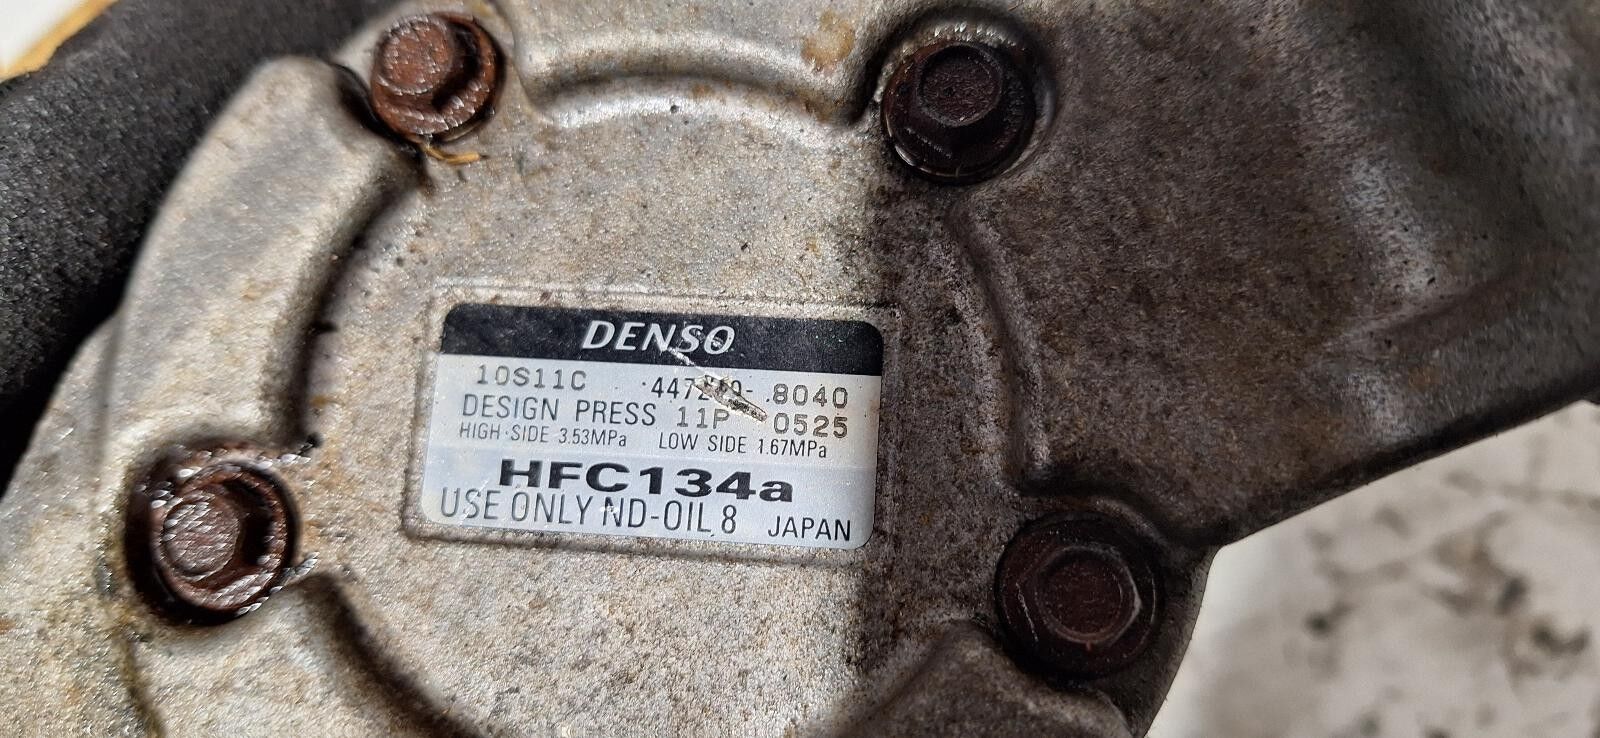 DENSO
10S11C 8040
DESIGN PRESS 11P 0525
HIGH·SIDE 3.53MPa LOW SIDE 1.67MPa
HFC134a
USE ONLY ND-OIL 8 JAPAN